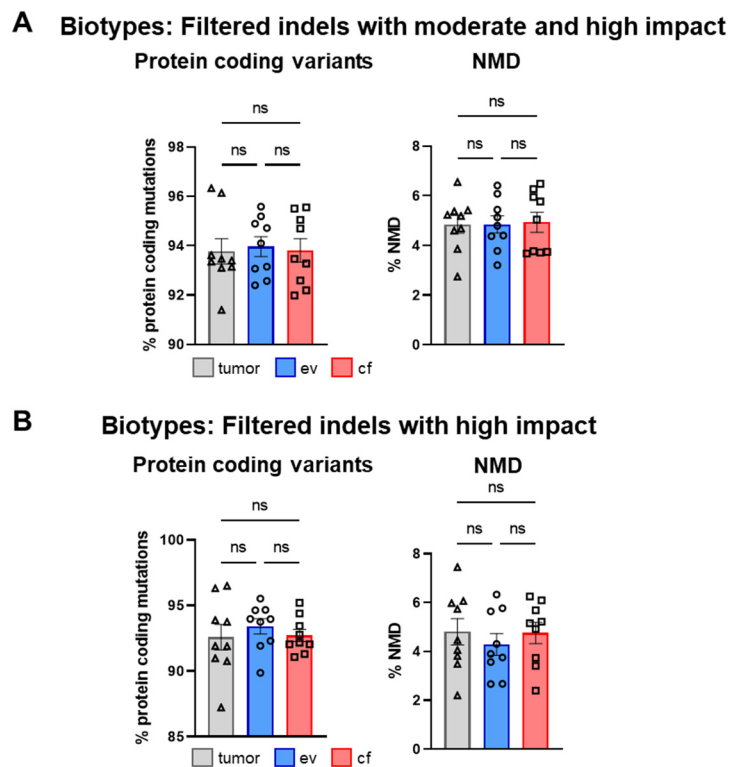 A
Biotypes: Filtered indels with moderate and high impact
Protein coding variants
NMD
ns
ns
ns
ns
ns
ns
% protein coding mutations
98
96
94
92
90
% NMD
8
6
4
2
0
tumor
ev
cf
B
Biotypes: Filtered indels with high impact
Protein coding variants
NMD
ns
ns
ns
ns
ns
ns
% protein coding mutations
100
95
90
85
% NMD
8
6
4
2
0
tumor
ev
cf